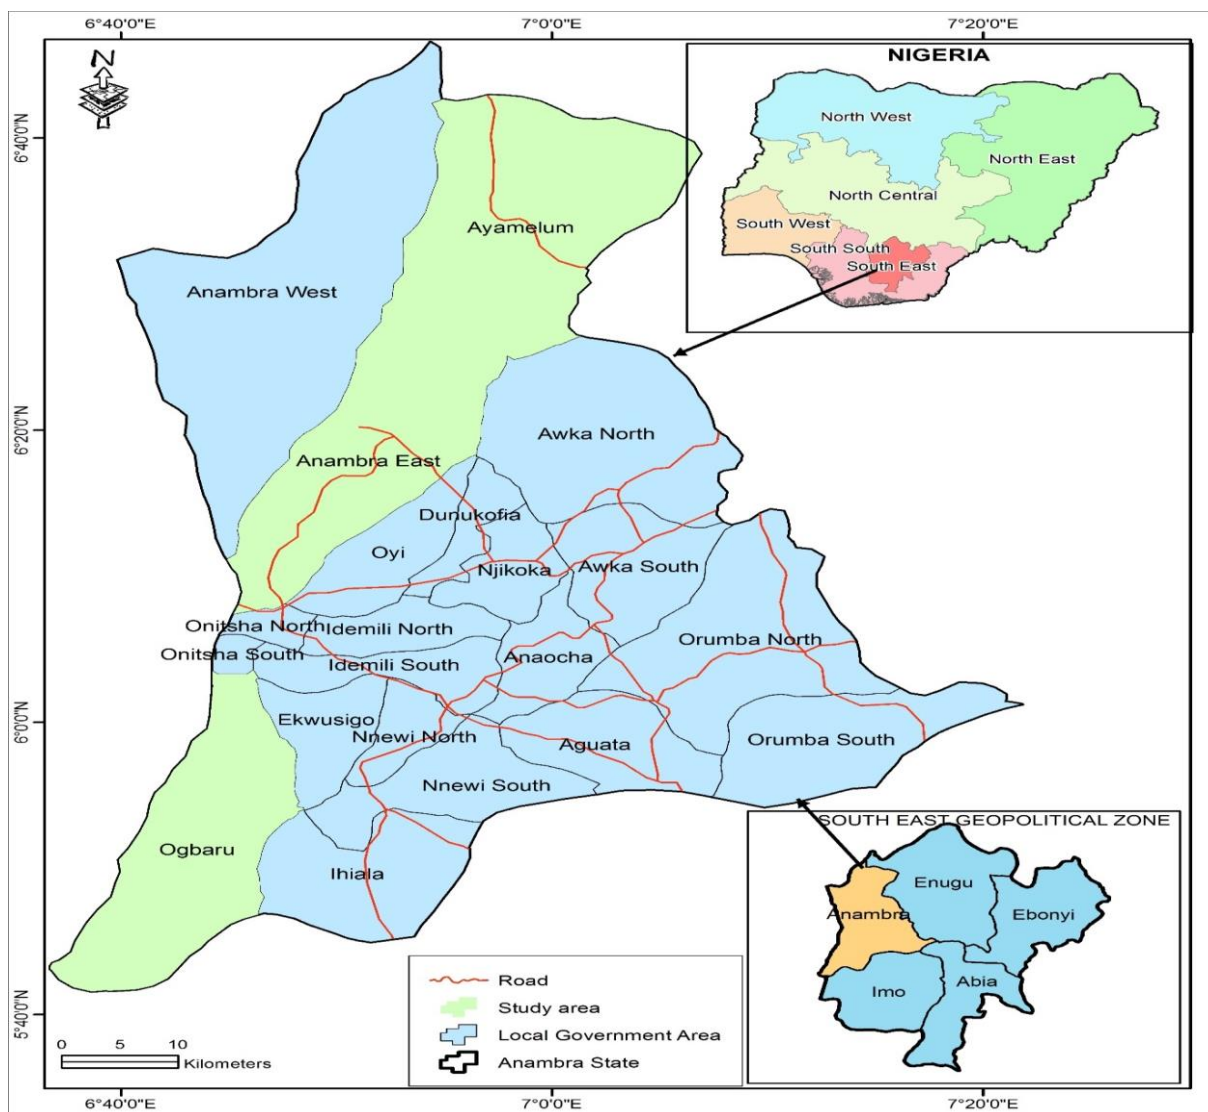 6°40'0"E
7°0'0"E
7°20'0"E
N
NIGERIA
North West
North East
North Central
South West
South South
South East
6°40'0"N
6°20'0"N
6°0'0"N
5°40'0"N
Ayamelum
Anambra West
Awka North
Anambra East
Dunukofia
Oyi
Njikoka
Awka South
Onitsha North
Idemili North
Orumba North
Onitsha South
Idemili South
Anaocha
Ekwusigo
Nnewi North
Aguata
Orumba South
Nnewi South
Ogbaru
Ihiala
SOUTH EAST GEOPOLITICAL ZONE
Enugu
Anambra
Ebonyi
Imo
Abia
Road
Study area
Local Government Area
Anambra State
0 5 10
Kilometers
6°40'0"E
7°0'0"E
7°20'0"E